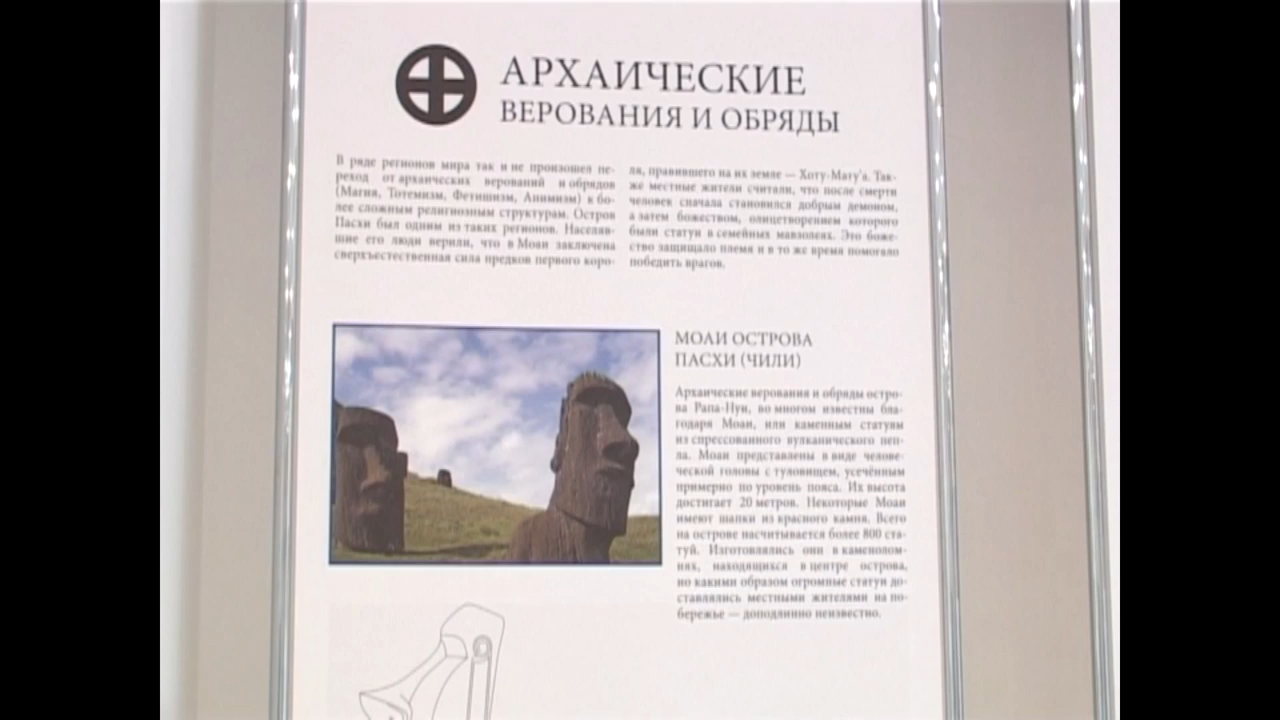 АРХАИЧЕСКИЕ
ВЕРОВАНИЯ И ОБРЯДЫ
В ряде регионов мира так и не произошел пе-
реход от архаических верований и обрядов
(Магия, Тотемизм, Фетишизм, Анимизм) к бо-
лее сложным религиозным структурам. Остров
Пасхи был одним из таких регионов. Населяв-
шие его люди верили, что в Моаи заключена
сверхъестественная сила предков первого коро-
ля, правившего на их земле — Хоту-Мату'а. Так-
же местные жители считали, что после смерти
человек сначала становился добрым демоном,
а затем божеством, олицетворением которого
были статуи в семейных мавзолеях. Это боже-
ство защищало племя и в то же время помогало
победить врагов.
МОАИ ОСТРОВА
ПАСХИ (ЧИЛИ)
Архаические верования и обряды остро-
ва Рапа-Нуи, во многом известны бла-
годаря Моаи, или каменным статуям
из спрессованного вулканического пеп-
ла. Моаи представлены в виде челове-
ческой головы с туловищем, усечённым
примерно по уровень пояса. Их высота
достигает 20 метров. Некоторые Моаи
имеют шапки из красного камня. Всего
на острове насчитывается более 800 ста-
туй. Изготовлялись они в каменолом-
нях, находящихся в центре острова,
но какими образом огромные статуи до-
ставлялись местными жителями на по-
бережье — доподлинно неизвестно.